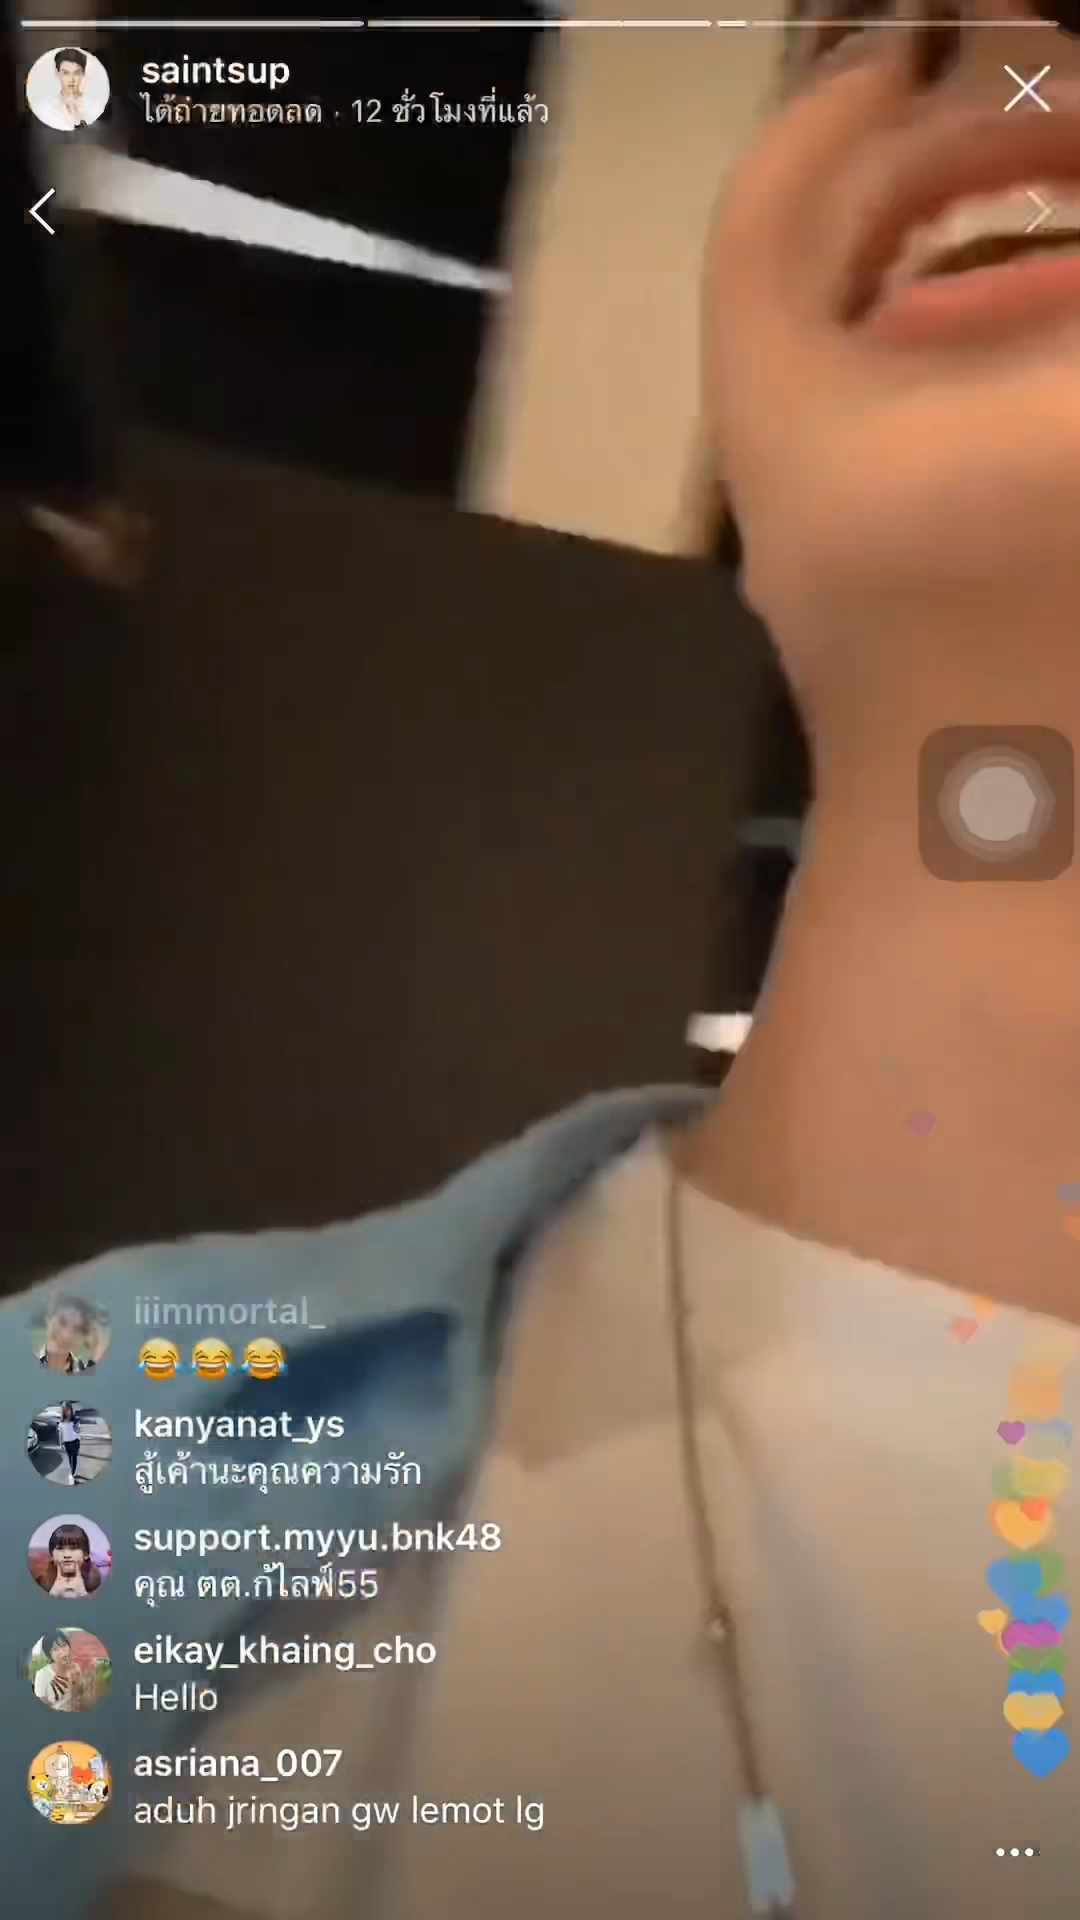 saintsup
ได้ถ่ายทอดสด · 12 ชั่วโมงที่แล้ว
iiimmortal_
😂😂😂
kanyanat_ys
สู้เค้านะคุณความรัก
support.myyu.bnk48
คุณ ตต.ก้ไลฟ์55
eikay_khaing_cho
Hello
asriana_007
aduh jringan gw lemot lg